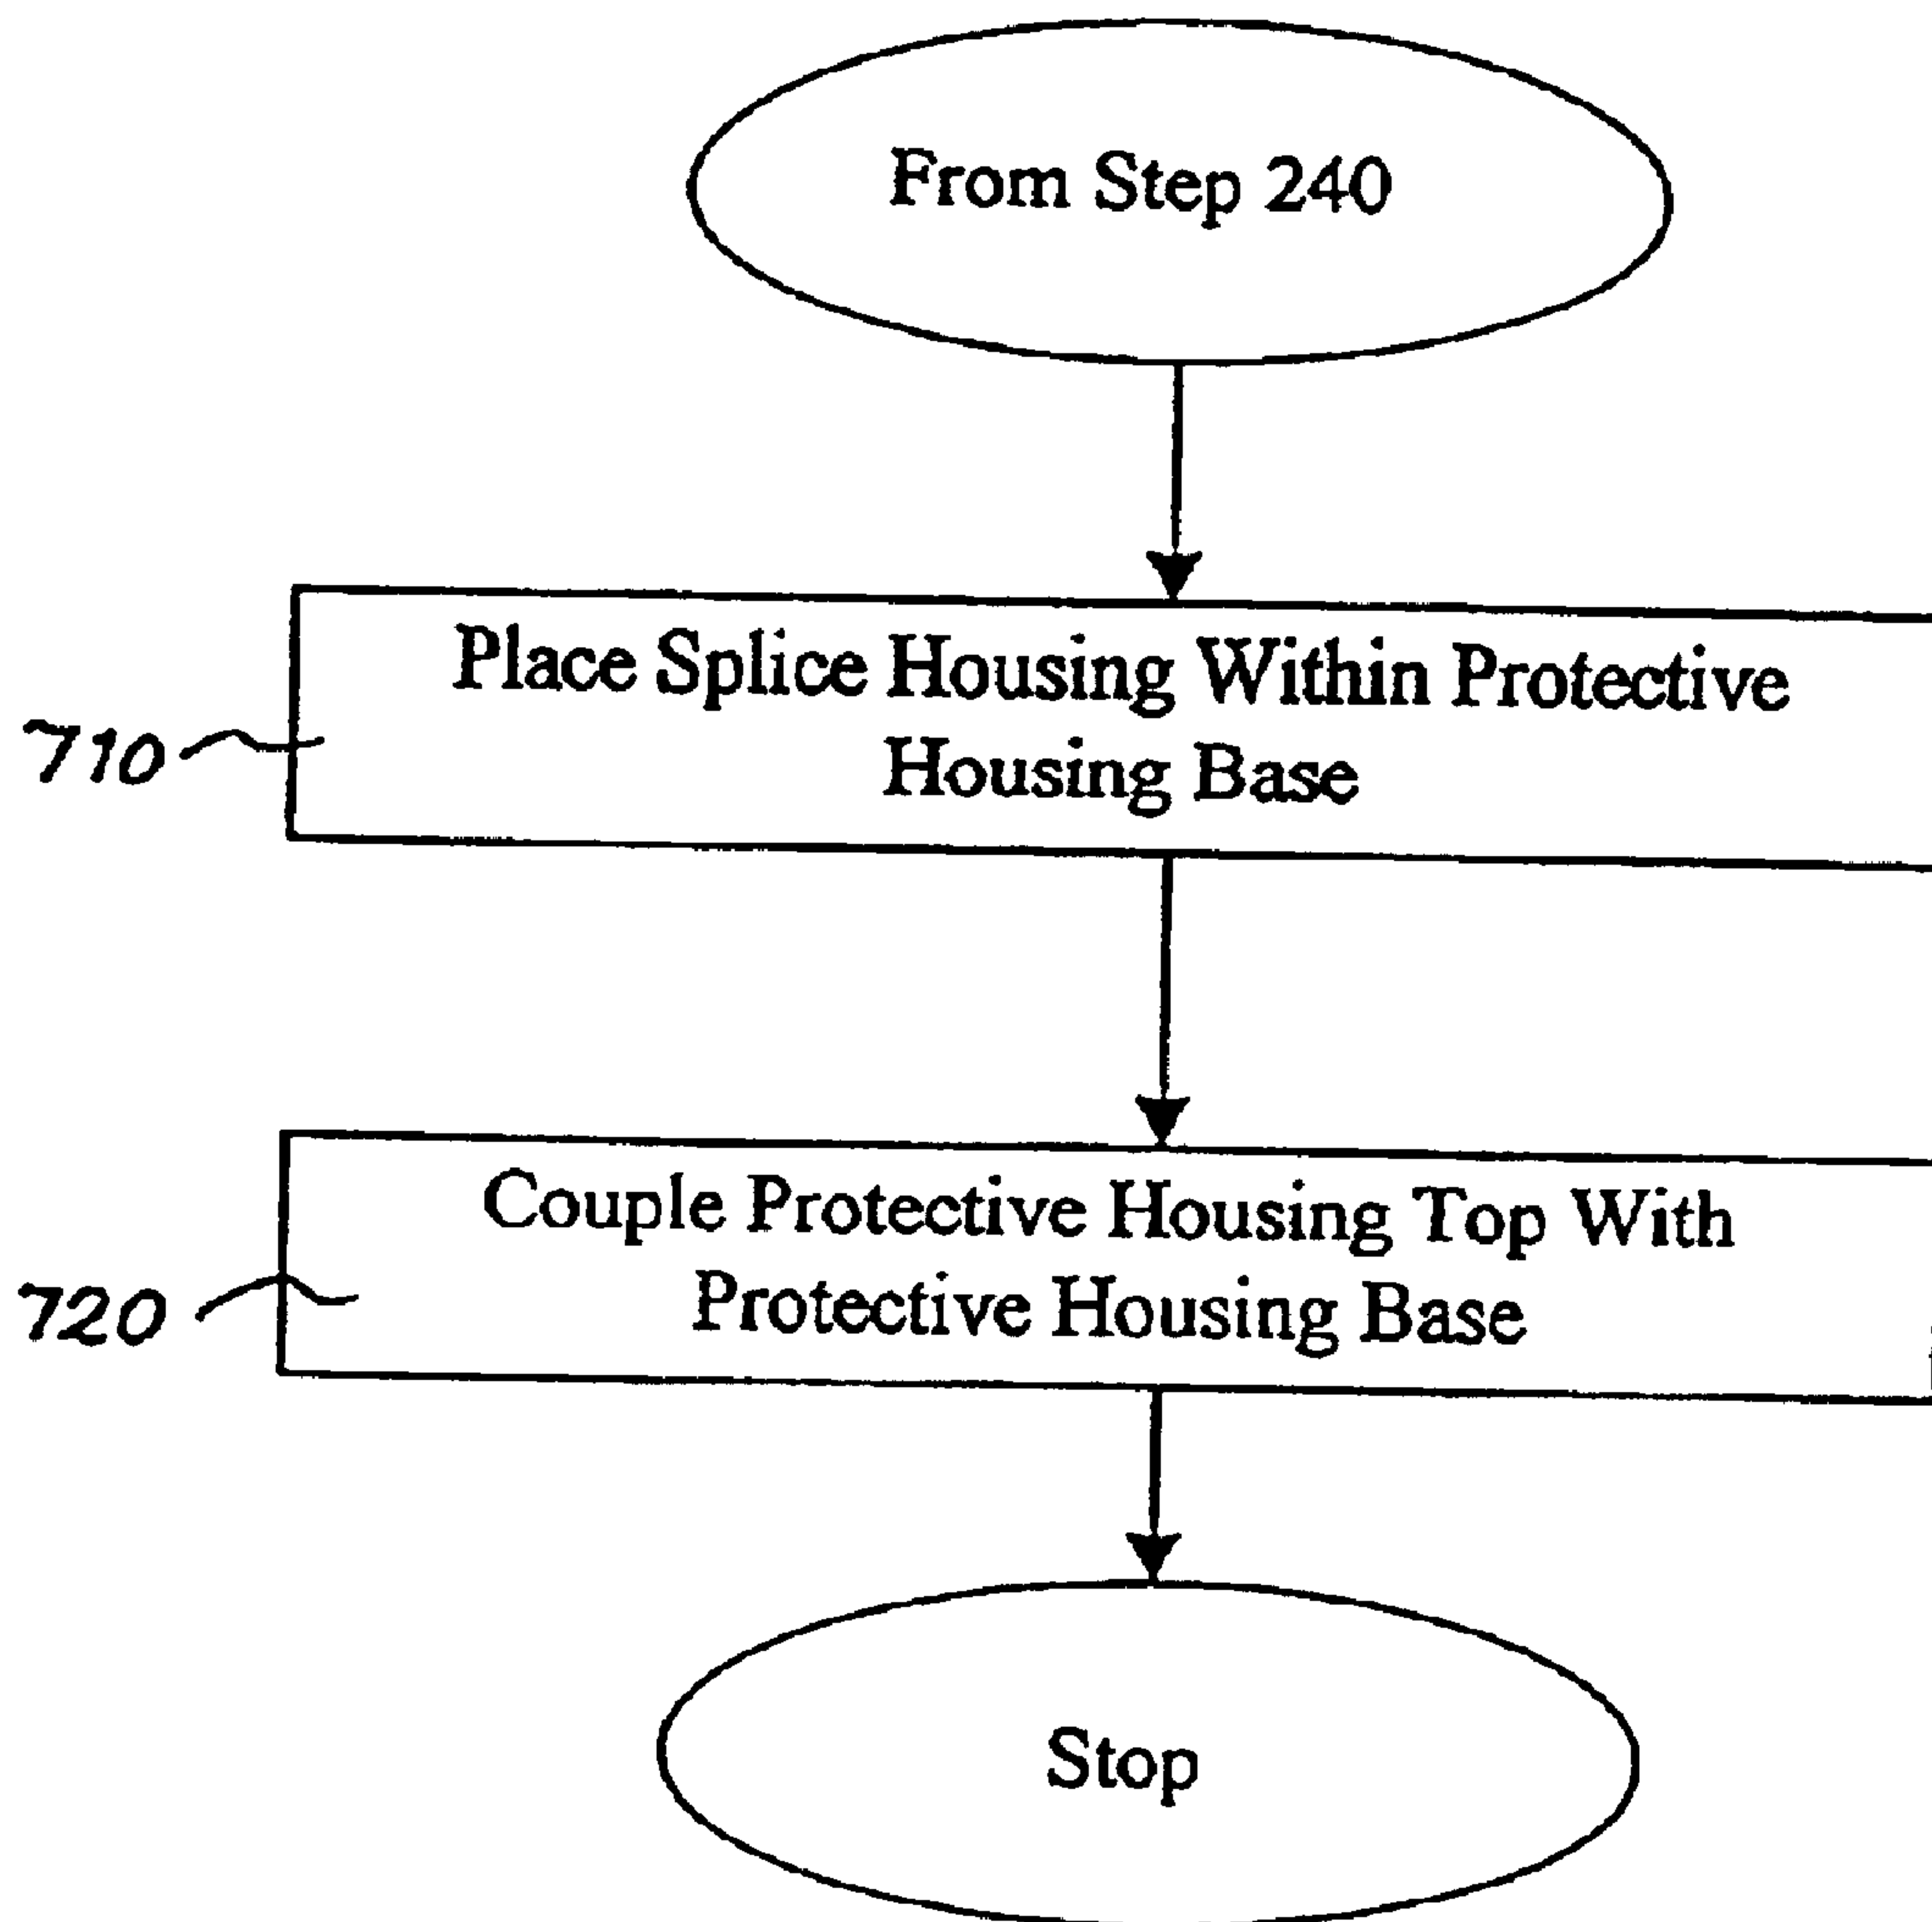 From Step 240
Place Splice Housing Within Protective
Housing Base
710
Couple Protective Housing Top With
Protective Housing Base
720
Stop